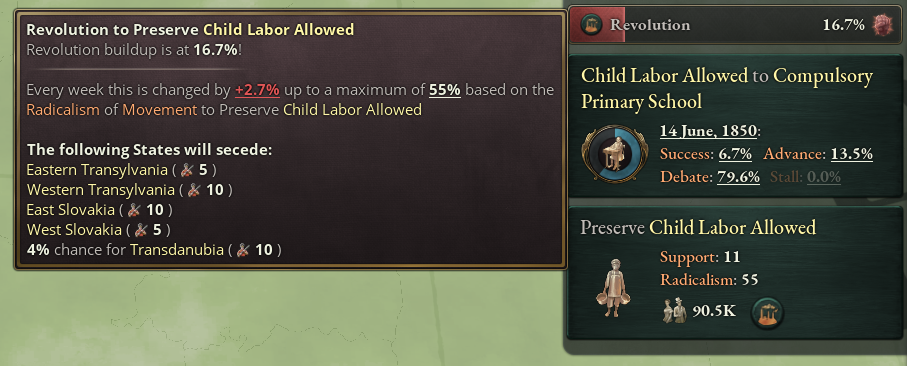 Revolution to Preserve Child Labor Allowed
Revolution buildup is at 16.7%!
Every week this is changed by +2.7% up to a maximum of 55% based on the
Radicalism of Movement to Preserve Child Labor Allowed
The following States will secede:
Eastern Transylvania ( 5 )
Western Transylvania ( 10 )
East Slovakia ( 10 )
West Slovakia ( 5 )
4% chance for Transdanubia ( 10 )
Revolution 16.7%
Child Labor Allowed to Compulsory
Primary School
14 June, 1850:
Success: 6.7% Advance: 13.5%
Debate: 79.6% Stall: 0.0%
Preserve Child Labor Allowed
Support: 11
Radicalism: 55
90.5K